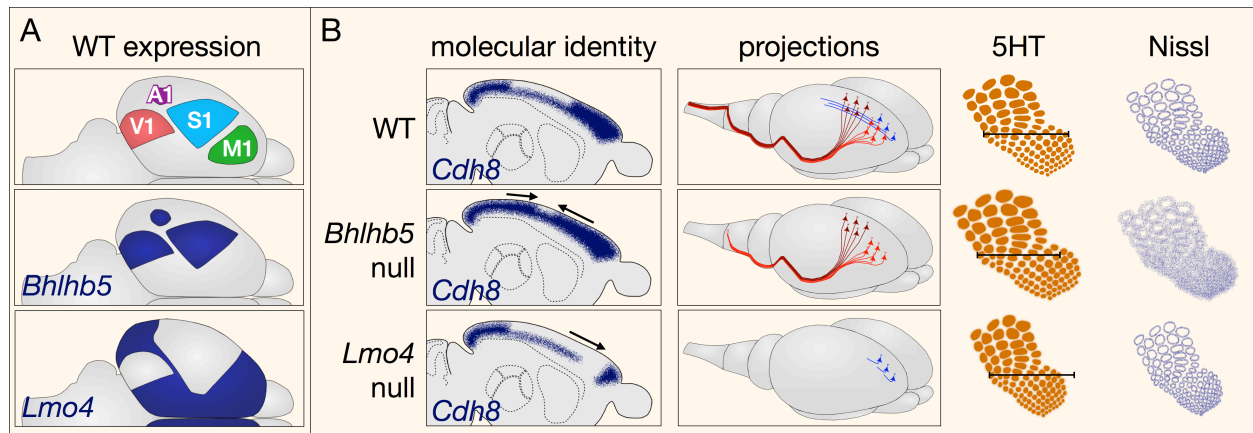 A
WT expression
A1
V1
S1
M1
Bhlhb5
Lmo4
B
molecular identity
projections
5HT
Nissl
WT
Cdh8
Bhlhb5
null
Cdh8
Lmo4
null
Cdh8